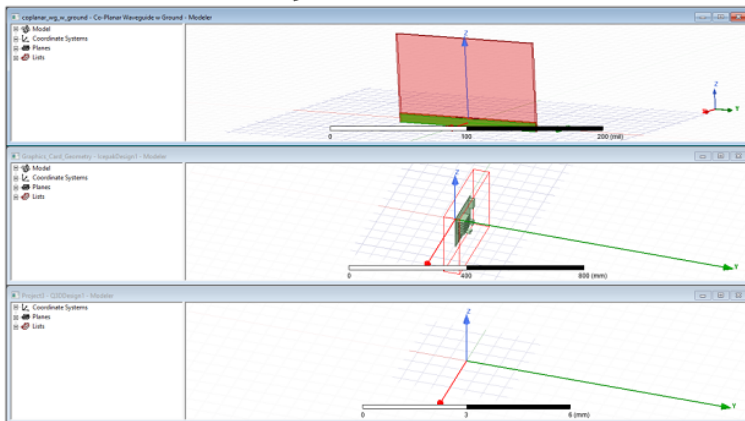 coplanar_wg_w_ground - Co-Planar Waveguide w Ground - Modeler
Model
Coordinate Systems
Planes
Lists
Z
Z
Y
0 100 200 (mil)
Graphics_Card_Geometry - IcepakDesign1 - Modeler
Model
Coordinate Systems
Planes
Lists
Z
Y
0 400 800 (mm)
Project3 - Q3DDesign1 - Modeler
Coordinate Systems
Planes
Lists
Z
Y
0 3 6 (mm)